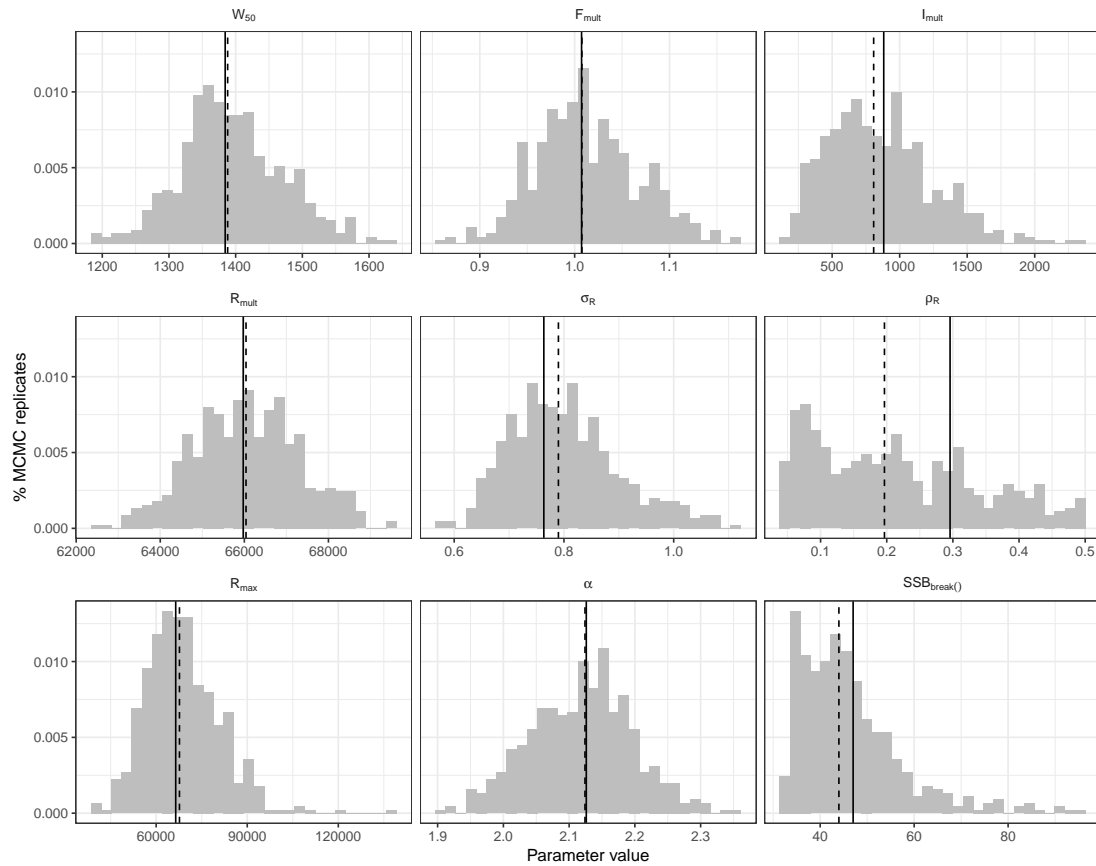 W50 Fmult Imult
0.010
0.005
0.000
1200 1300 1400 1500 1600 0.9 1.0 1.1 500 1000 1500 2000
Rmult σR ρR
0.010
0.005
0.000
62000 64000 66000 68000 0.6 0.8 1.0 0.1 0.2 0.3 0.4 0.5
% MCMC replicates
Rmax α SSBbreak()
0.010
0.005
0.000
60000 90000 120000 1.9 2.0 2.1 2.2 2.3 40 60 80
Parameter value